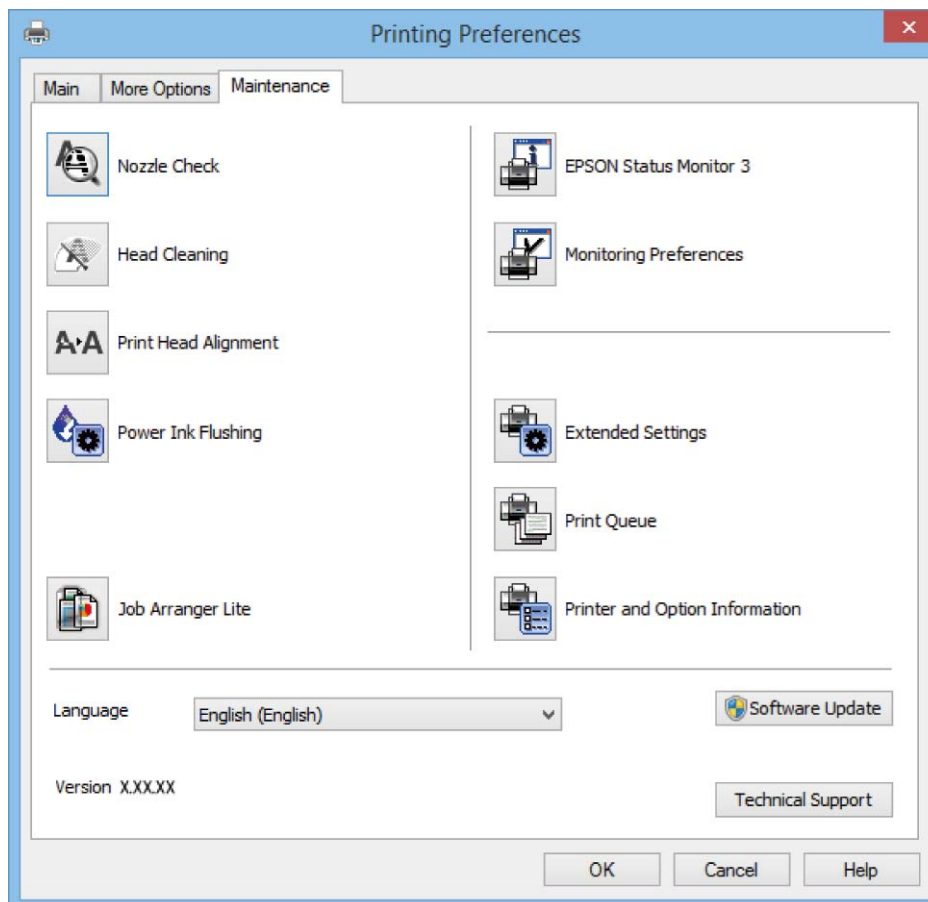 Printing Preferences
Main
More Options
Maintenance
Nozzle Check
Head Cleaning
A·A Print Head Alignment
Power Ink Flushing
Job Arranger Lite
EPSON Status Monitor 3
Monitoring Preferences
Extended Settings
Print Queue
Printer and Option Information
Language
English (English)
Software Update
Version X.XX.XX
Technical Support
OK
Cancel
Help